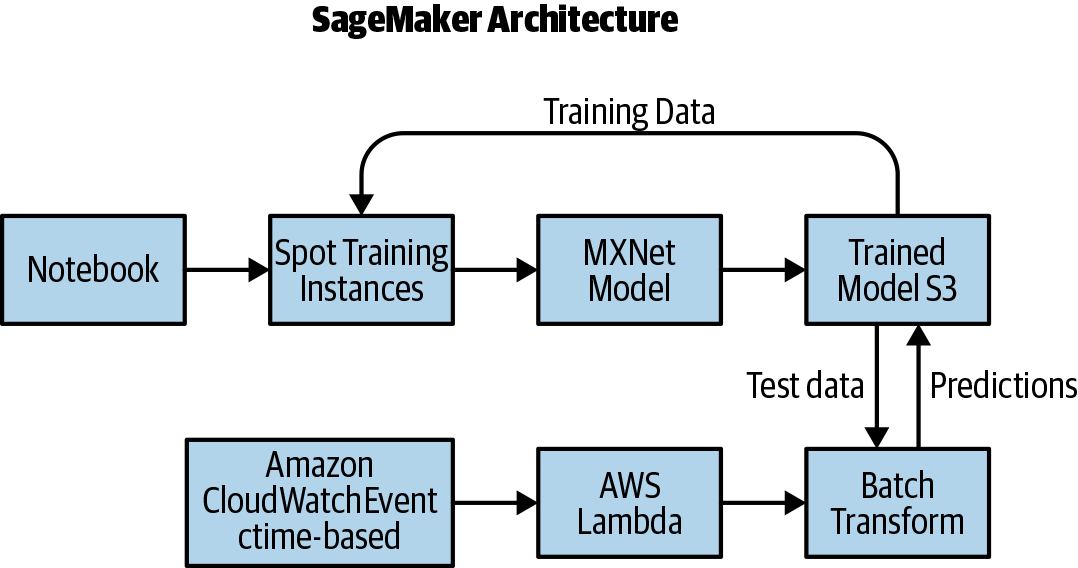 SageMaker Architecture
Training Data
Notebook
Spot Training
Instances
MXNet
Model
Trained
Model S3
Test data
Predictions
Amazon
CloudWatchEvent
ctime-based
AWS
Lambda
Batch
Transform